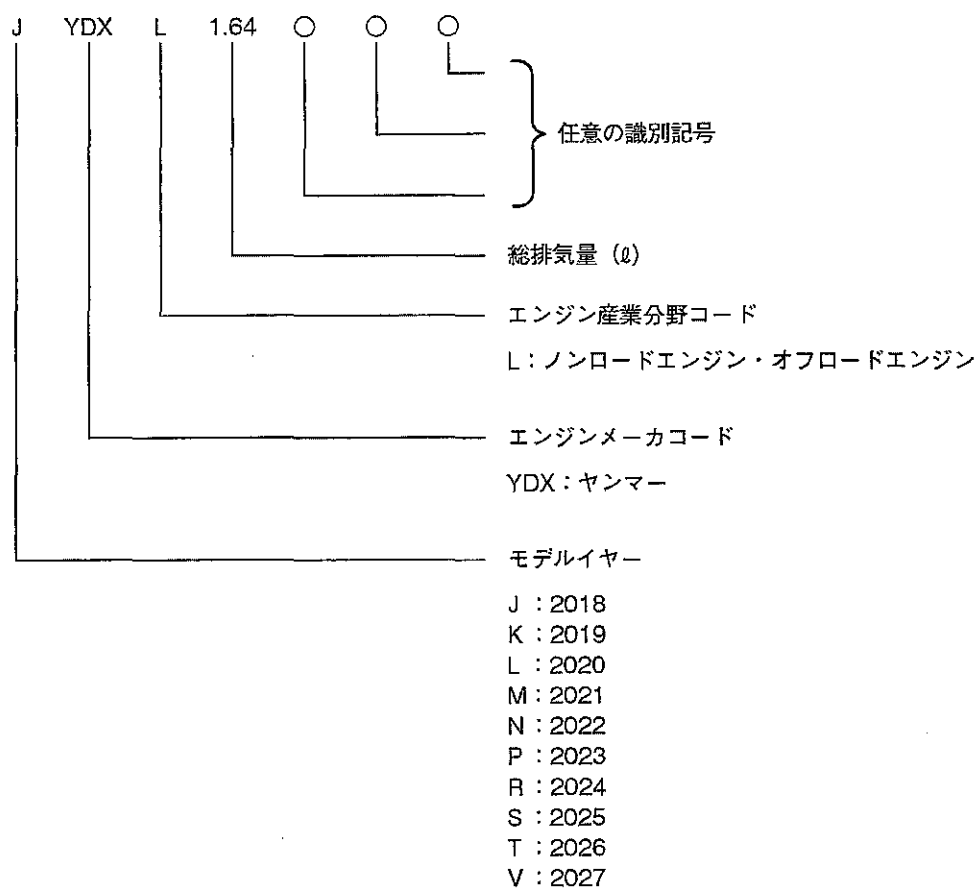 J YDX L 1.64 ○ ○ ○
任意の識別記号
総排気量 (ℓ)
エンジン産業分野コード
L:ノンロードエンジン・オフロードエンジン
エンジンメーカコード
YDX:ヤンマー
モデルイヤー
J:2018
K:2019
L:2020
M:2021
N:2022
P:2023
R:2024
S:2025
T:2026
V:2027